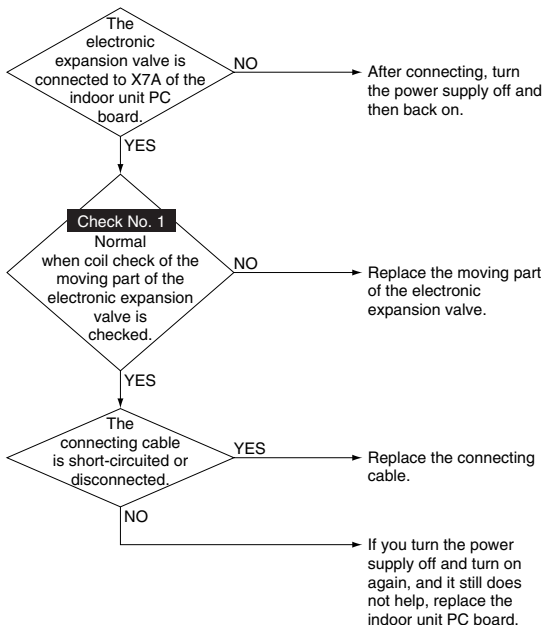 The
electronic
expansion valve is
connected to X7A of the
indoor unit PC
board.
NO
After connecting, turn
the power supply off and
then back on.
YES
Check No. 1
Normal
when coil check of the
moving part of the
electronic expansion
valve is
checked.
NO
Replace the moving part
of the electronic
expansion valve.
YES
The
connecting cable
is short-circuited or
disconnected.
YES
Replace the connecting
cable.
NO
If you turn the power
supply off and turn on
again, and it still does
not help, replace the
indoor unit PC board.